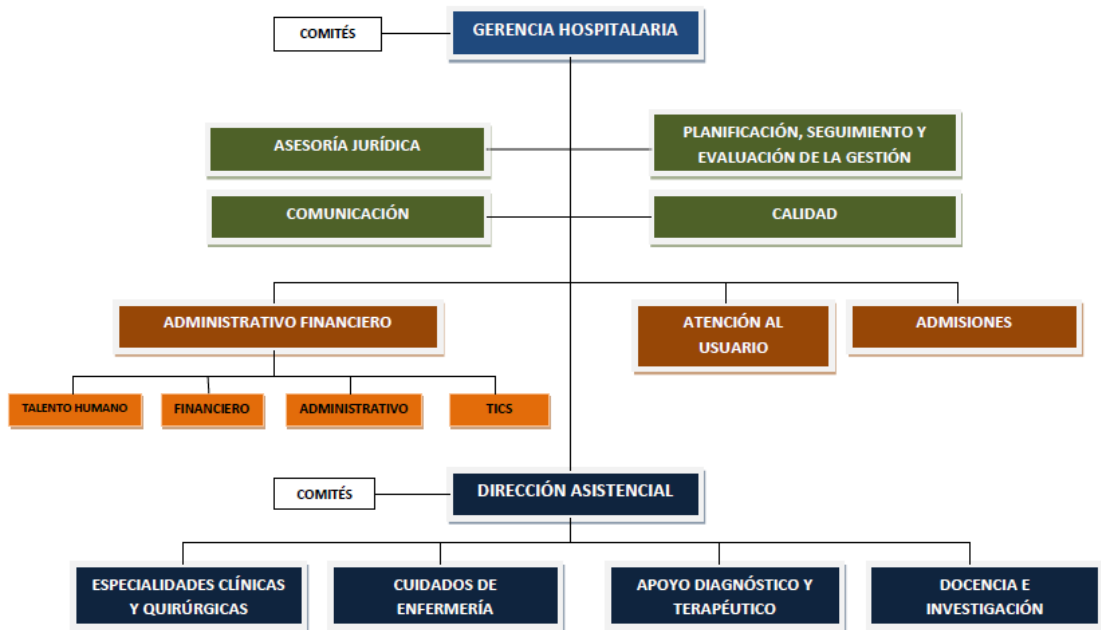 COMITÉS
GERENCIA HOSPITALARIA
ASESORÍA JURÍDICA
PLANIFICACIÓN, SEGUIMIENTO Y
EVALUACIÓN DE LA GESTIÓN
COMUNICACIÓN
CALIDAD
ADMINISTRATIVO FINANCIERO
ATENCIÓN AL
USUARIO
ADMISIONES
TALENTO HUMANO
FINANCIERO
ADMINISTRATIVO
TICS
COMITÉS
DIRECCIÓN ASISTENCIAL
ESPECIALIDADES CLÍNICAS
Y QUIRÚRGICAS
CUIDADOS DE
ENFERMERÍA
APOYO DIAGNÓSTICO Y
TERAPÉUTICO
DOCENCIA E
INVESTIGACIÓN